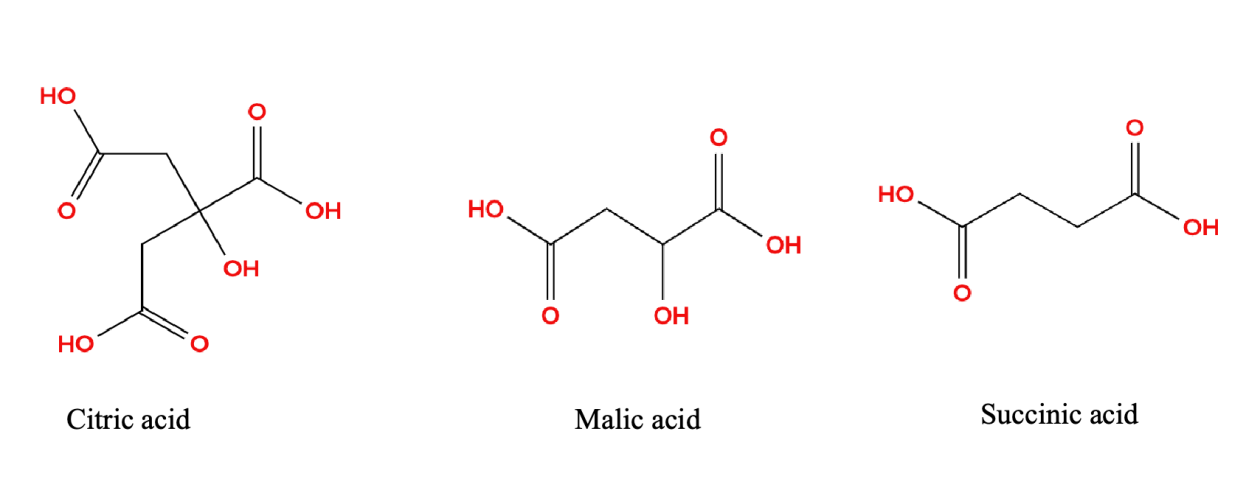 HO
O
O
OH
OH
HO
O
Citric acid
HO
O
O
OH
OH
Malic acid
HO
O
O
OH
Succinic acid